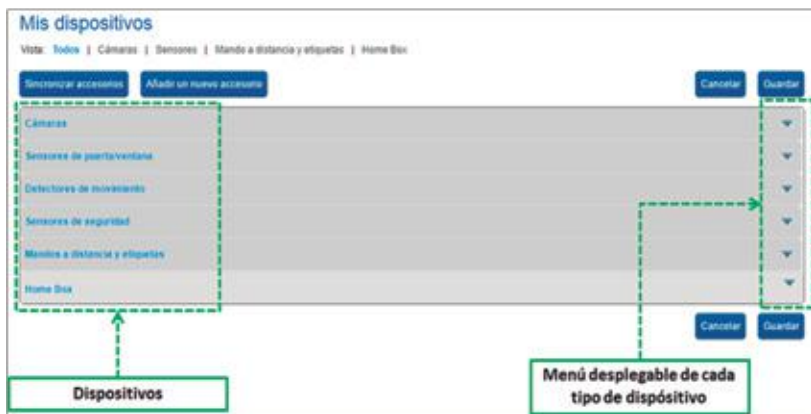 Mis dispositivos
Vista: Todos | Cámaras | Sensores | Mando a distancia y etiquetas | Home Box
Sincronizar accesorios Añadir un nuevo accesorio Cancelar Guardar
Cámaras
Sensores de puerta/ventana
Detectores de movimiento
Sensores de seguridad
Mandos a distancia y etiquetas
Home Box
Cancelar Guardar
Dispositivos
Menú desplegable de cada
tipo de dispósitivo